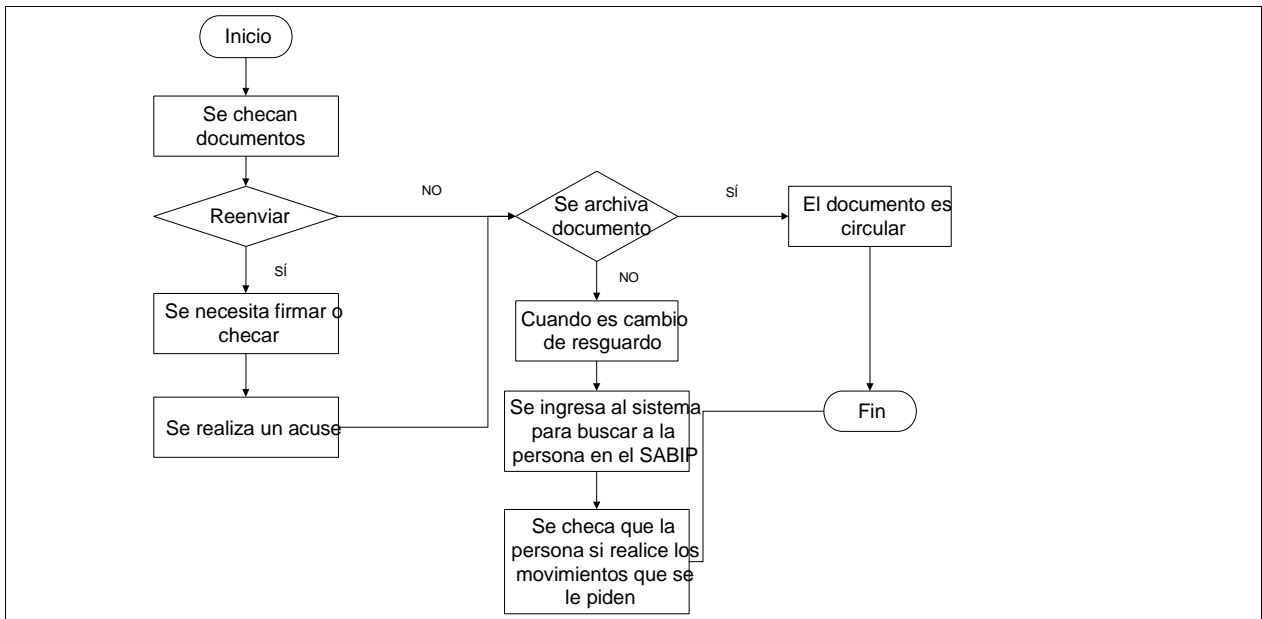 Inicio
Se checan
documentos
Reenviar
NO
SÍ
Se necesita firmar o
checar
Se realiza un acuse
Se archiva
documento
SÍ
El documento es
circular
NO
Cuando es cambio
de resguardo
Se ingresa al sistema
para buscar a la
persona en el SABIP
Se checa que la
persona si realice los
movimientos que se
le piden
Fin